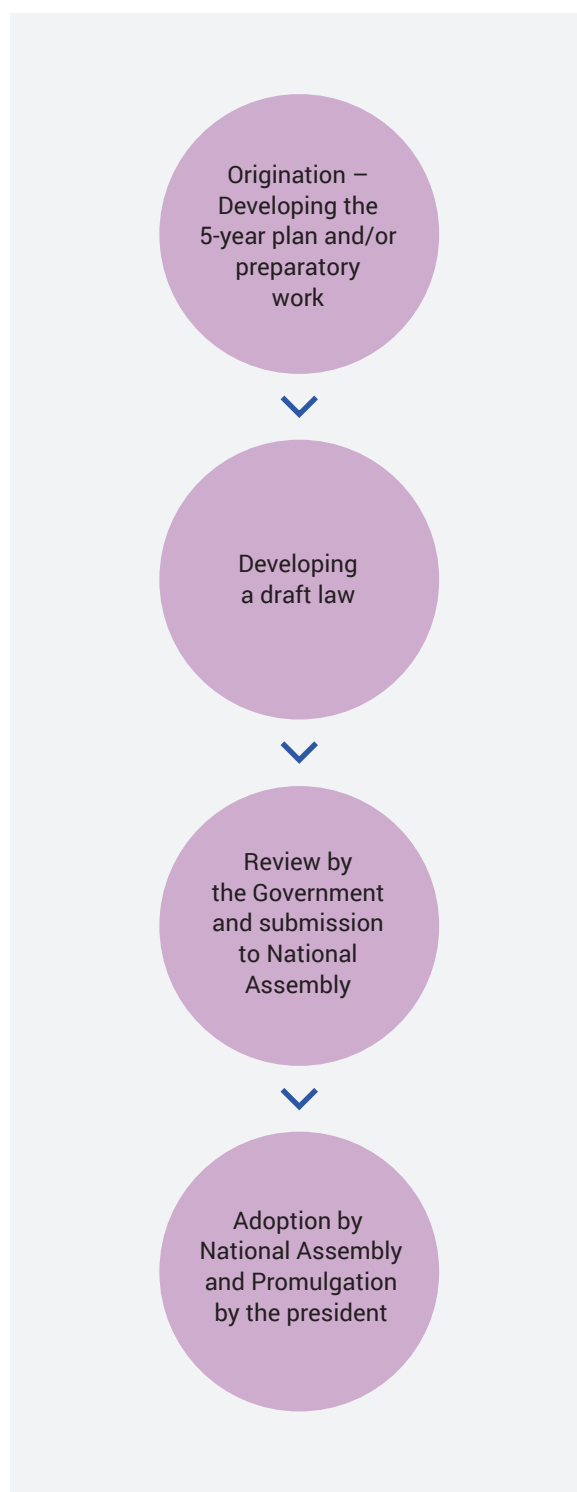 Origination –
Developing the
5-year plan and/or
preparatory
work
Developing
a draft law
Review by
the Government
and submission
to National
Assembly
Adoption by
National Assembly
and Promulgation
by the president